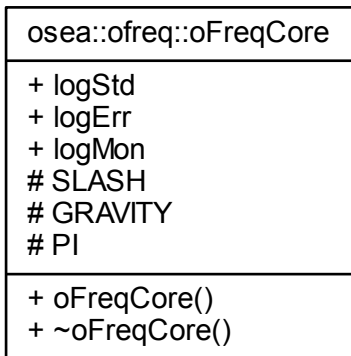 osea::ofreq::oFreqCore
+ logStd
+ logErr
+ logMon
# SLASH
# GRAVITY
# PI
+ oFreqCore()
+ ~oFreqCore()